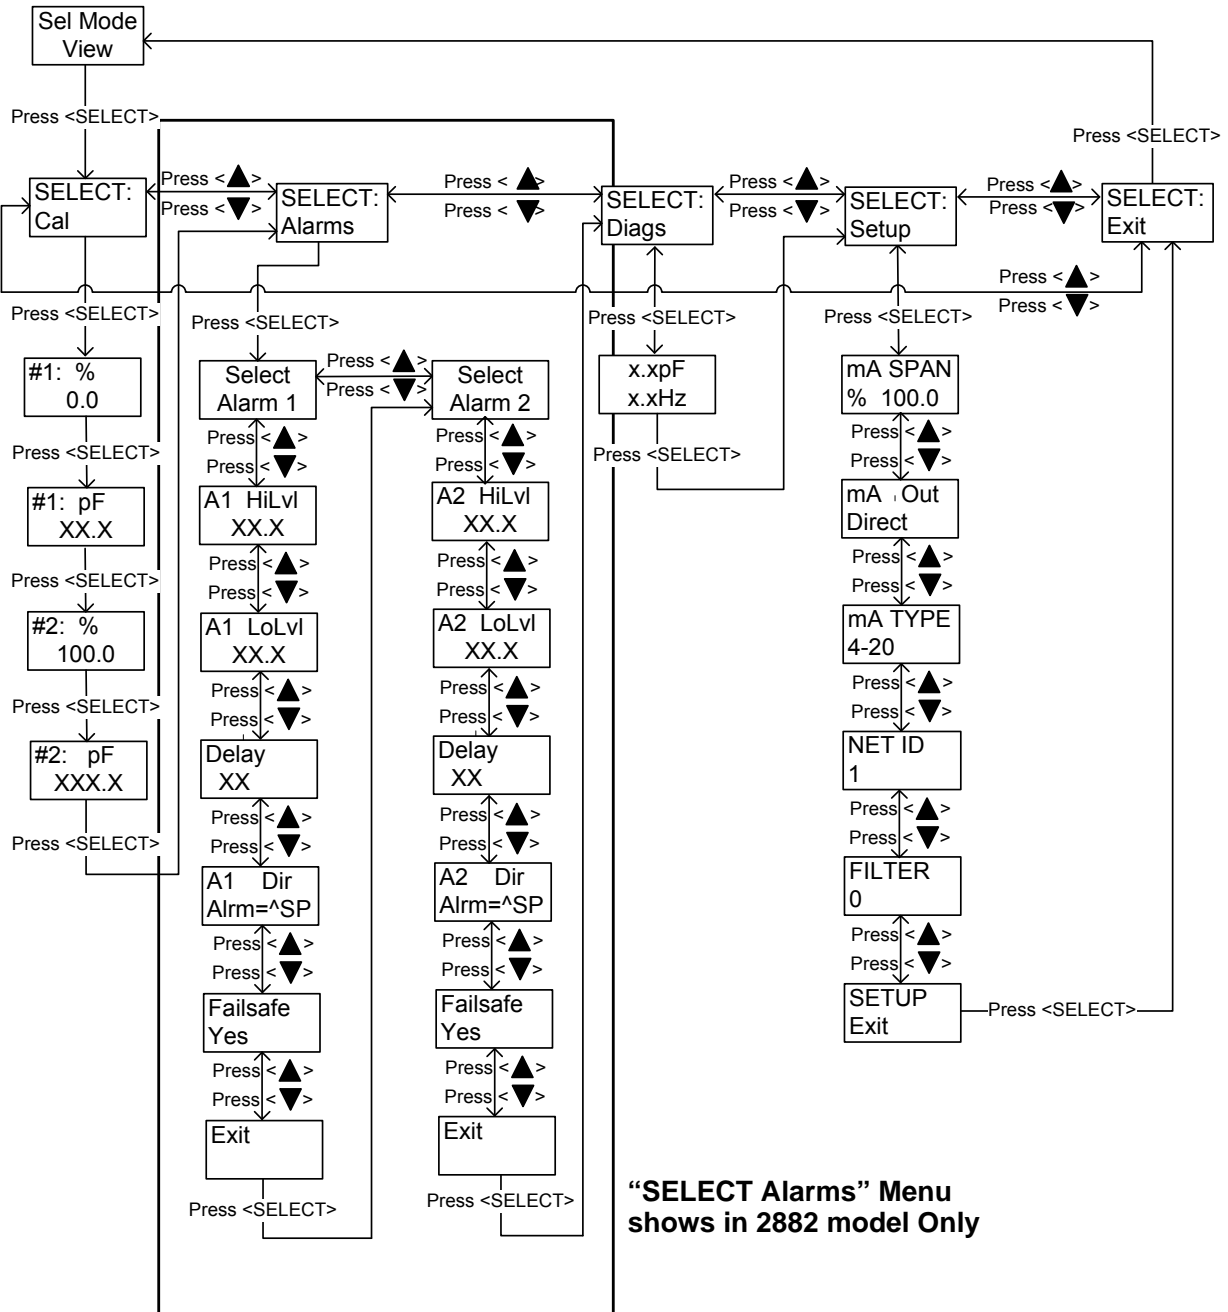 Sel Mode
View
Press <SELECT>
Press <SELECT>
SELECT:
Cal
Press <▲>
Press <▼>
SELECT:
Alarms
Press < ▲>
Press < ▼>
SELECT:
Diags
Press <▲>
Press <▼>
SELECT:
Setup
Press <▲>
Press <▼>
SELECT:
Exit
Press <▲>
Press <▼>
Press <SELECT>
#1: %
0.0
Press <SELECT>
#1: pF
XX.X
Press <SELECT>
#2: %
100.0
Press <SELECT>
#2: pF
XXX.X
Press <SELECT>
Press <SELECT>
Select
Alarm 1
Press <▲>
Press <▼>
Press <▲>
Press <▼>
A1 HiLvl
XX.X
Press <▲>
Press <▼>
A1 LoLvl
XX.X
Press <▲>
Press <▼>
Delay
XX
Press <▲>
Press <▼>
A1 Dir
Alrm=^SP
Press <▲>
Press <▼>
Failsafe
Yes
Press <▲>
Press <▼>
Exit
Press <SELECT>
Select
Alarm 2
Press <▲>
Press <▼>
A2 HiLvl
XX.X
Press <▲>
Press <▼>
A2 LoLvl
XX.X
Press <▲>
Press <▼>
Delay
XX
Press <▲>
Press <▼>
A2 Dir
Alrm=^SP
Press <▲>
Press <▼>
Failsafe
Yes
Press <▲>
Press <▼>
Exit
Press <SELECT>
Press <SELECT>
x.xpF
x.xHz
Press <SELECT>
Press <SELECT>
mA SPAN
% 100.0
Press <▲>
Press <▼>
mA Out
Direct
Press <▲>
Press <▼>
mA TYPE
4-20
Press <▲>
Press <▼>
NET ID
1
Press <▲>
Press <▼>
FILTER
0
Press <▲>
Press <▼>
SETUP
Exit
Press <SELECT>
“SELECT Alarms” Menu
shows in 2882 model Only